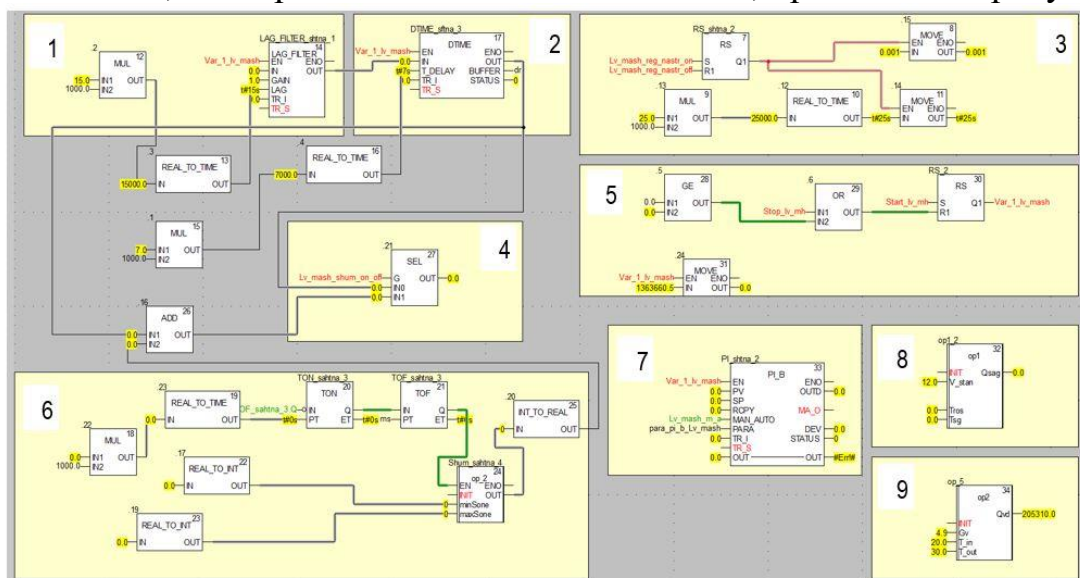 1
.2
MUL
12
15.0
IN1
OUT
1000.0
IN2
LAG_FILTER_shtna_1
14
LAG_FILTER
Var_1_lv_mash
EN
ENO
0.0
IN
OUT
1.0
GAIN
t#15s
LAG
0.0
TR_I
TR_S
2
DTIME_sftna_3
17
DTIME
Var_1_lv_mash
EN
ENO
0.0
IN
OUT
t#7s
T_DELAY
BUFFER
dr
0.0
TR_I
STATUS
0
TR_S
3
RS_shtna_2
7
RS
Lv_mash_reg_nastr_on
S
Q1
Lv_mash_reg_nastr_off
R1
.15
MOVE
8
EN
ENO
0.001
IN
OUT
0.001
.13
MUL
9
25.0
IN1
OUT
1000.0
IN2
25000.0
REAL_TO_TIME
10
IN
OUT
t#25s
.14
MOVE
11
EN
ENO
IN
OUT
t#25s
.3
REAL_TO_TIME
13
15000.0
IN
OUT
.4
REAL_TO_TIME
16
7000.0
IN
OUT
.1
MUL
15
7.0
IN1
OUT
1000.0
IN2
4
.21
SEL
27
Lv_mash_shum_on_off
G
OUT
0.0
0.0
IN0
0.0
IN1
5
.5
GE
28
0.0
IN1
OUT
0.0
IN2
.6
OR
29
Stop_lv_mh
IN1
OUT
IN2
RS_2
30
RS
Start_lv_mh
S
Q1
Var_1_lv_mash
R1
.24
MOVE
31
Var_1_lv_mash
EN
ENO
1363660.5
IN
OUT
0.0
.16
ADD
26
0.0
IN1
OUT
0.0
IN2
6
.22
MUL
18
0.0
IN1
OUT
1000.0
IN2
.23
REAL_TO_TIME
19
0.0
IN
OUT
TON_sahtna_3
20
TON
OF_sahtna_3.Q
IN
Q
t#0s
PT
ET
t#0s
ms
TOF_sahtna_3
21
TOF
IN
Q
PT
ET
.20
INT_TO_REAL
25
0
IN
OUT
.17
REAL_TO_INT
22
0.0
IN
OUT
Shum_sahtna_4
24
op_2
EN
ENO
INIT
OUT
0
minSone
0
maxSone
.19
REAL_TO_INT
23
0.0
IN
OUT
7
PI_shtna_2
33
PI_B
Var_1_lv_mash
EN
ENO
0.0
PV
OUTD
0.0
0.0
SP
0.0
RCPY
MA_O
Lv_mash_m
MAN_AUTO
para_pi_b_Lv_mash
PARA
DEV
0.0
0.0
TR_I
STATUS
0
TR_S
0.0
OUT
OUT
#Err#
8
op1_2
32
op1
INIT
Qsag
0.0
12.0
V_stan
0.0
Tros
0.0
Tsg
9
op_5
34
op2
Qvd
205310.0
INIT
4.9
Gv
20.0
T_in
30.0
T_out